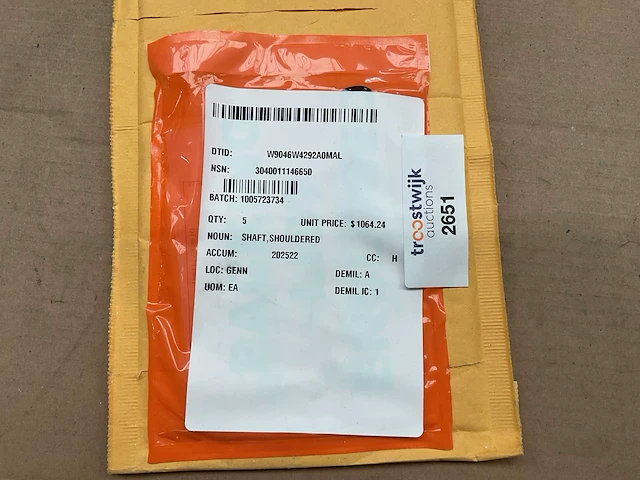 DTID: W9046W4292A0MAL
NSN: 3040011146650
BATCH: 1005723734
QTY: 5 UNIT PRICE: $1064.24
NOUN: SHAFT,SHOULDERED
ACCUM: 202522 CC: H
LOC: GENN DEMIL: A
UOM: EA DEMIL IC: 1
troostwijk
auctions
2651